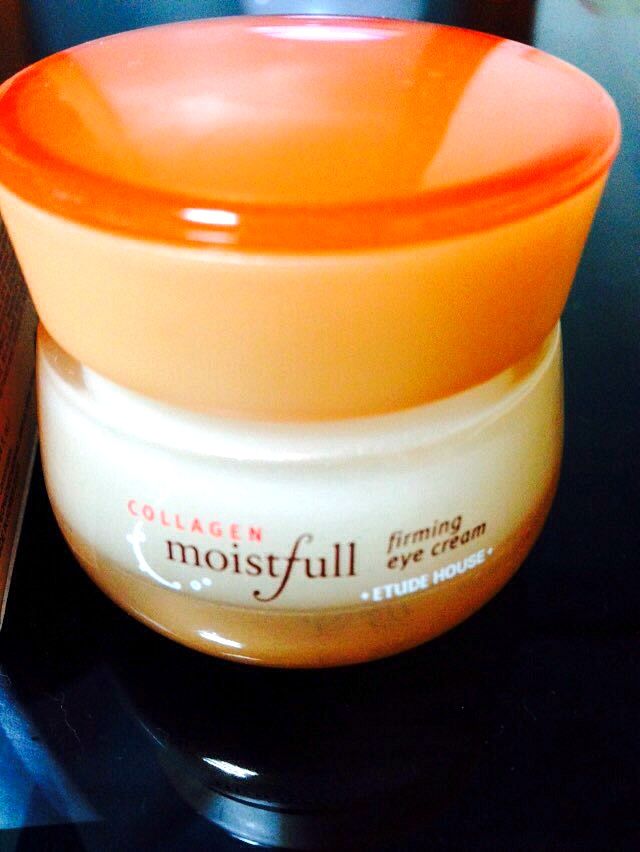 COLLAGEN
moistfull
firming
eye cream
• ETUDE HOUSE •